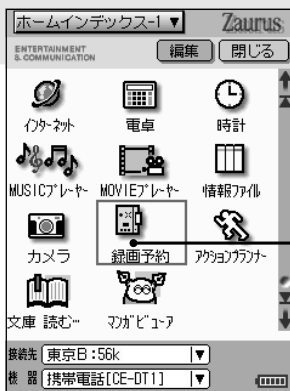 ホームインデックス-1 ▼ Zaurus
ENTERTAINMENT
& COMMUNICATION
編集 閉じる
インターネット 電卓 時計
MUSICプレーヤー MOVIEプレーヤー 情報ファイル
カメラ 録画予約 アクションプランナー
文庫 読む… マンガビューア
接続先 東京B:56k ▼
機 器 携帯電話[CE-DT1] ▼